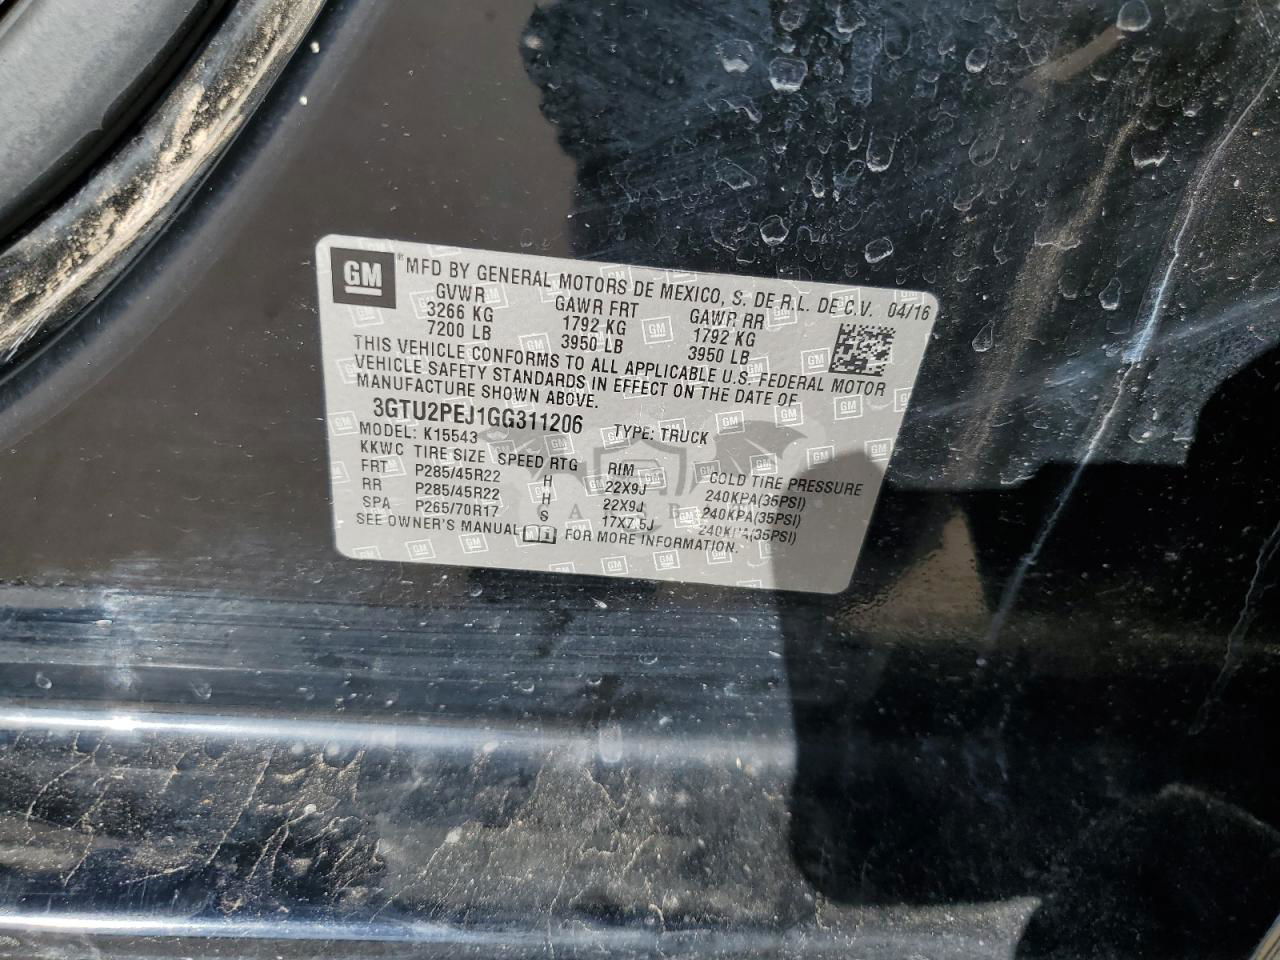 GM ® MFD BY GENERAL MOTORS DE MEXICO, S. DE R.L. DE C.V. 04/16
GVWR GAWR FRT GAWR RR
3266 KG 1792 KG 1792 KG
7200 LB 3950 LB 3950 LB
THIS VEHICLE CONFORMS TO ALL APPLICABLE U.S. FEDERAL MOTOR
VEHICLE SAFETY STANDARDS IN EFFECT ON THE DATE OF
MANUFACTURE SHOWN ABOVE.
3GTU2PEJ1GG311206 TYPE: TRUCK
MODEL: K15543
KKWC TIRE SIZE SPEED RTG RIM COLD TIRE PRESSURE
FRT P285/45R22 H 22X9J 240KPA(35PSI)
RR P285/45R22 H 22X9J 240KPA(35PSI)
SPA P265/70R17 S 17X7.5J 240KPA(35PSI)
SEE OWNER'S MANUAL FOR MORE INFORMATION.